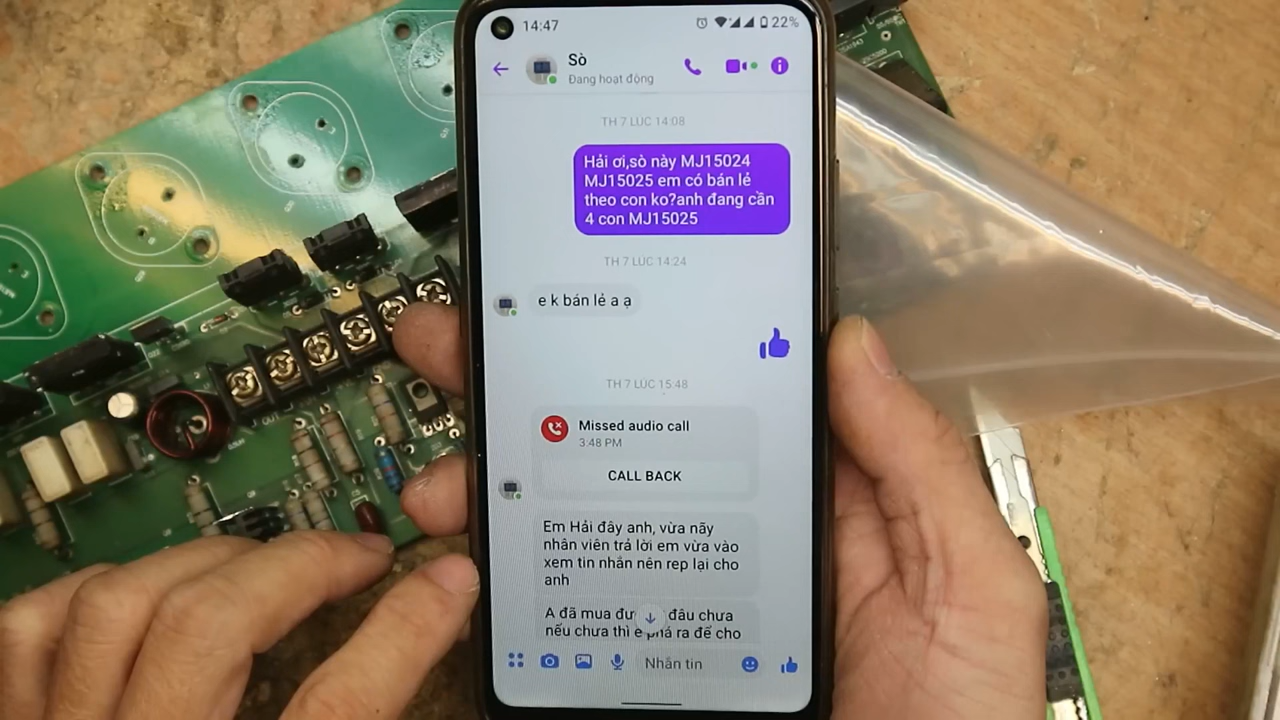 14:47
22%
Sò
Đang hoạt động
TH 7 LÚC 14:08
Hải ơi,sò này MJ15024
MJ15025 em có bán lẻ
theo con ko?anh đang cần
4 con MJ15025
TH 7 LÚC 14:24
e k bán lẻ a ạ
TH 7 LÚC 15:48
Missed audio call
3:48 PM
CALL BACK
Em Hải đây anh, vừa nãy
nhân viên trả lời em vừa vào
xem tin nhắn nên rep lại cho
anh
A đã mua đư đâu chưa
nếu chưa thì e phá ra để cho
Nhắn tin
OUT